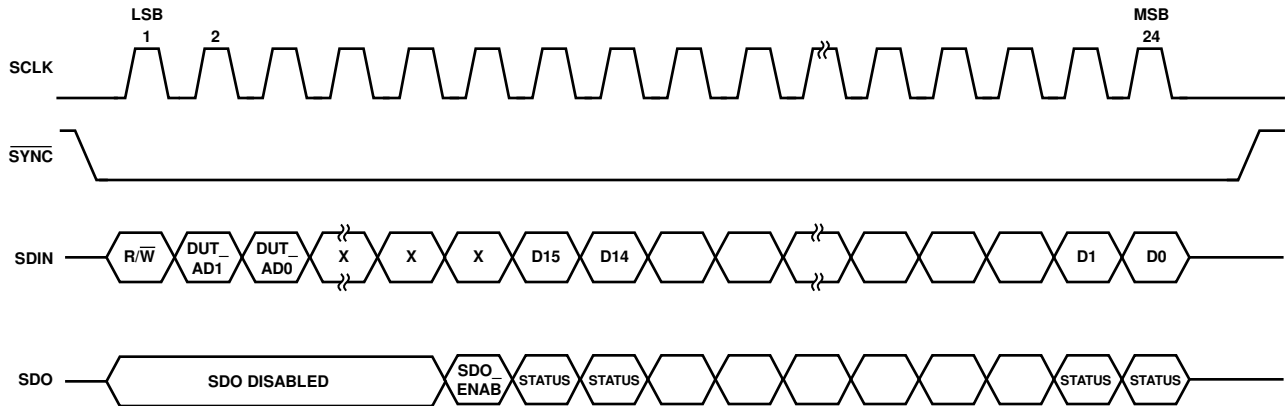 LSB MSB
1 2 24
SCLK
SYNC
SDIN R/W DUT_ AD1 DUT_ AD0 X X X D15 D14 D1 D0
SDO SDO DISABLED SDO_ ENAB STATUS STATUS STATUS STATUS